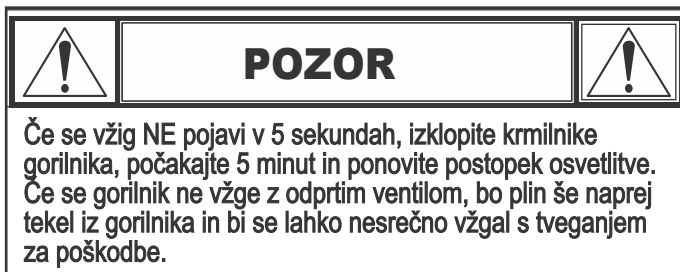 POZOR
Če se vžig NE pojavi v 5 sekundah, izklopite krmilnike
gorilnika, počakajte 5 minut in ponovite postopek osvetlitve.
Če se gorilnik ne vžge z odprtim ventilom, bo plin še naprej
tekel iz gorilnika in bi se lahko nesrečno vžgal s tveganjem
za poškodbe.